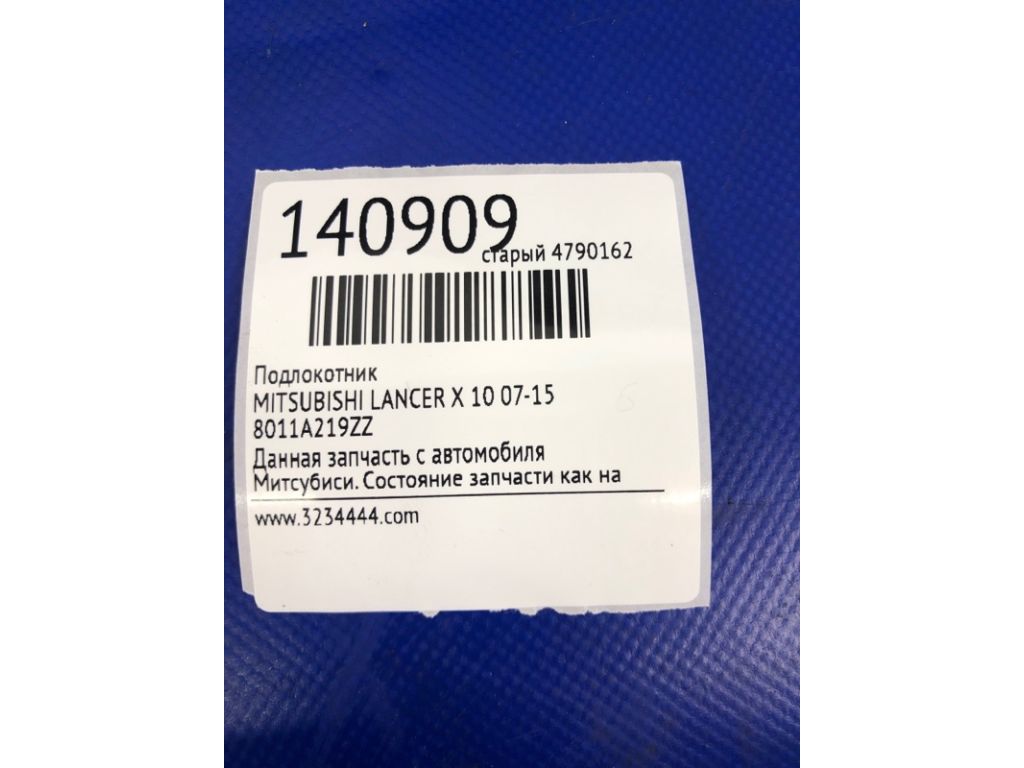 140909
старый 4790162
Подлокотник
MITSUBISHI LANCER X 10 07-15
8011A219ZZ
Данная запчасть с автомобиля
Митсубиси. Состояние запчасти как на
www.3234444.com